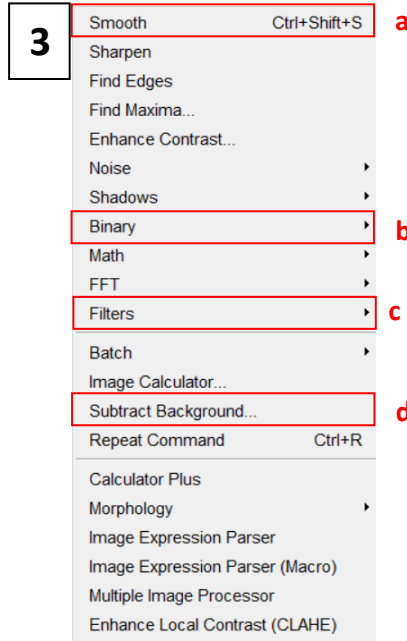 3
Smooth Ctrl+Shift+S a
Sharpen
Find Edges
Find Maxima...
Enhance Contrast...
Noise
Shadows
Binary b
Math
FFT
Filters c
Batch
Image Calculator...
Subtract Background... d
Repeat Command Ctrl+R
Calculator Plus
Morphology
Image Expression Parser
Image Expression Parser (Macro)
Multiple Image Processor
Enhance Local Contrast (CLAHE)